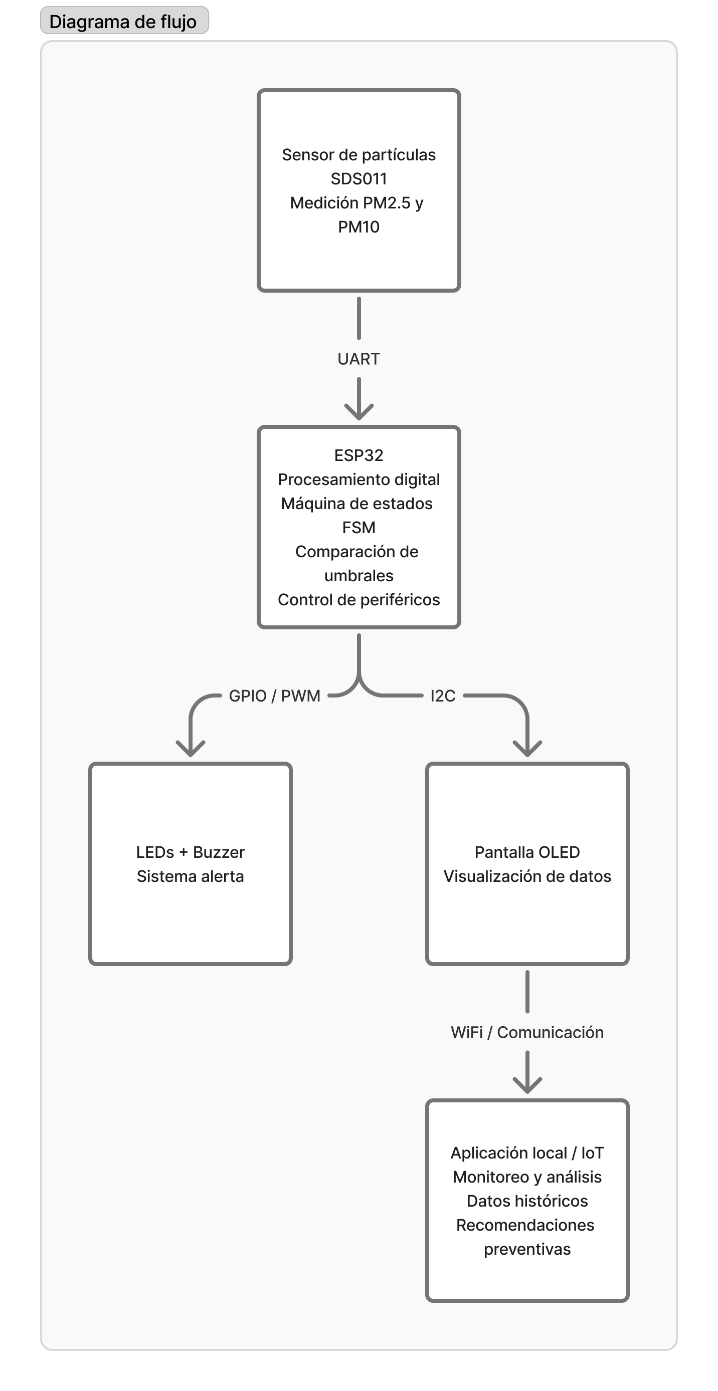 Diagrama de flujo
Sensor de partículas
SDS011
Medición PM2.5 y
PM10
UART
ESP32
Procesamiento digital
Máquina de estados
FSM
Comparación de
umbrales
Control de periféricos
GPIO / PWM
I2C
LEDs + Buzzer
Sistema alerta
Pantalla OLED
Visualización de datos
WiFi / Comunicación
Aplicación local / IoT
Monitoreo y análisis
Datos históricos
Recomendaciones
preventivas